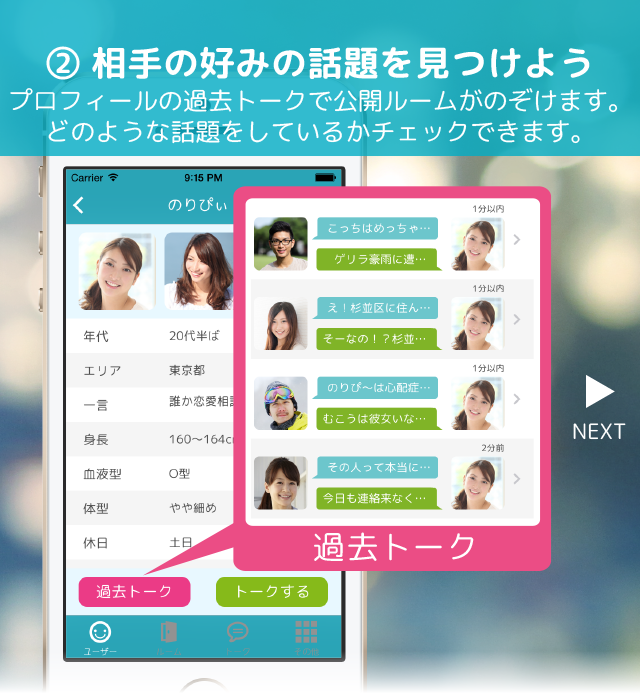 ② 相手の好みの話題を見つけよう
プロフィールの過去トークで公開ルームがのぞけます。
どのような話題をしているかチェックできます。
Carrier 9:15 PM
のりぴぃ
年代 20代半ば
エリア 東京都
一言 誰か恋愛相談
身長 160〜164c
血液型 O型
体型 やや細め
休日 土日
過去トーク トークする
ユーザー ルーム トーク その他
1分以内
こっちはめっちゃ…
ゲリラ豪雨に遭…
1分以内
え！杉並区に住ん…
そーなの！？杉並…
1分以内
のりぴ〜は心配症…
むこうは彼女いな…
2分前
その人って本当に…
今日も連絡来なく…
過去トーク
NEXT